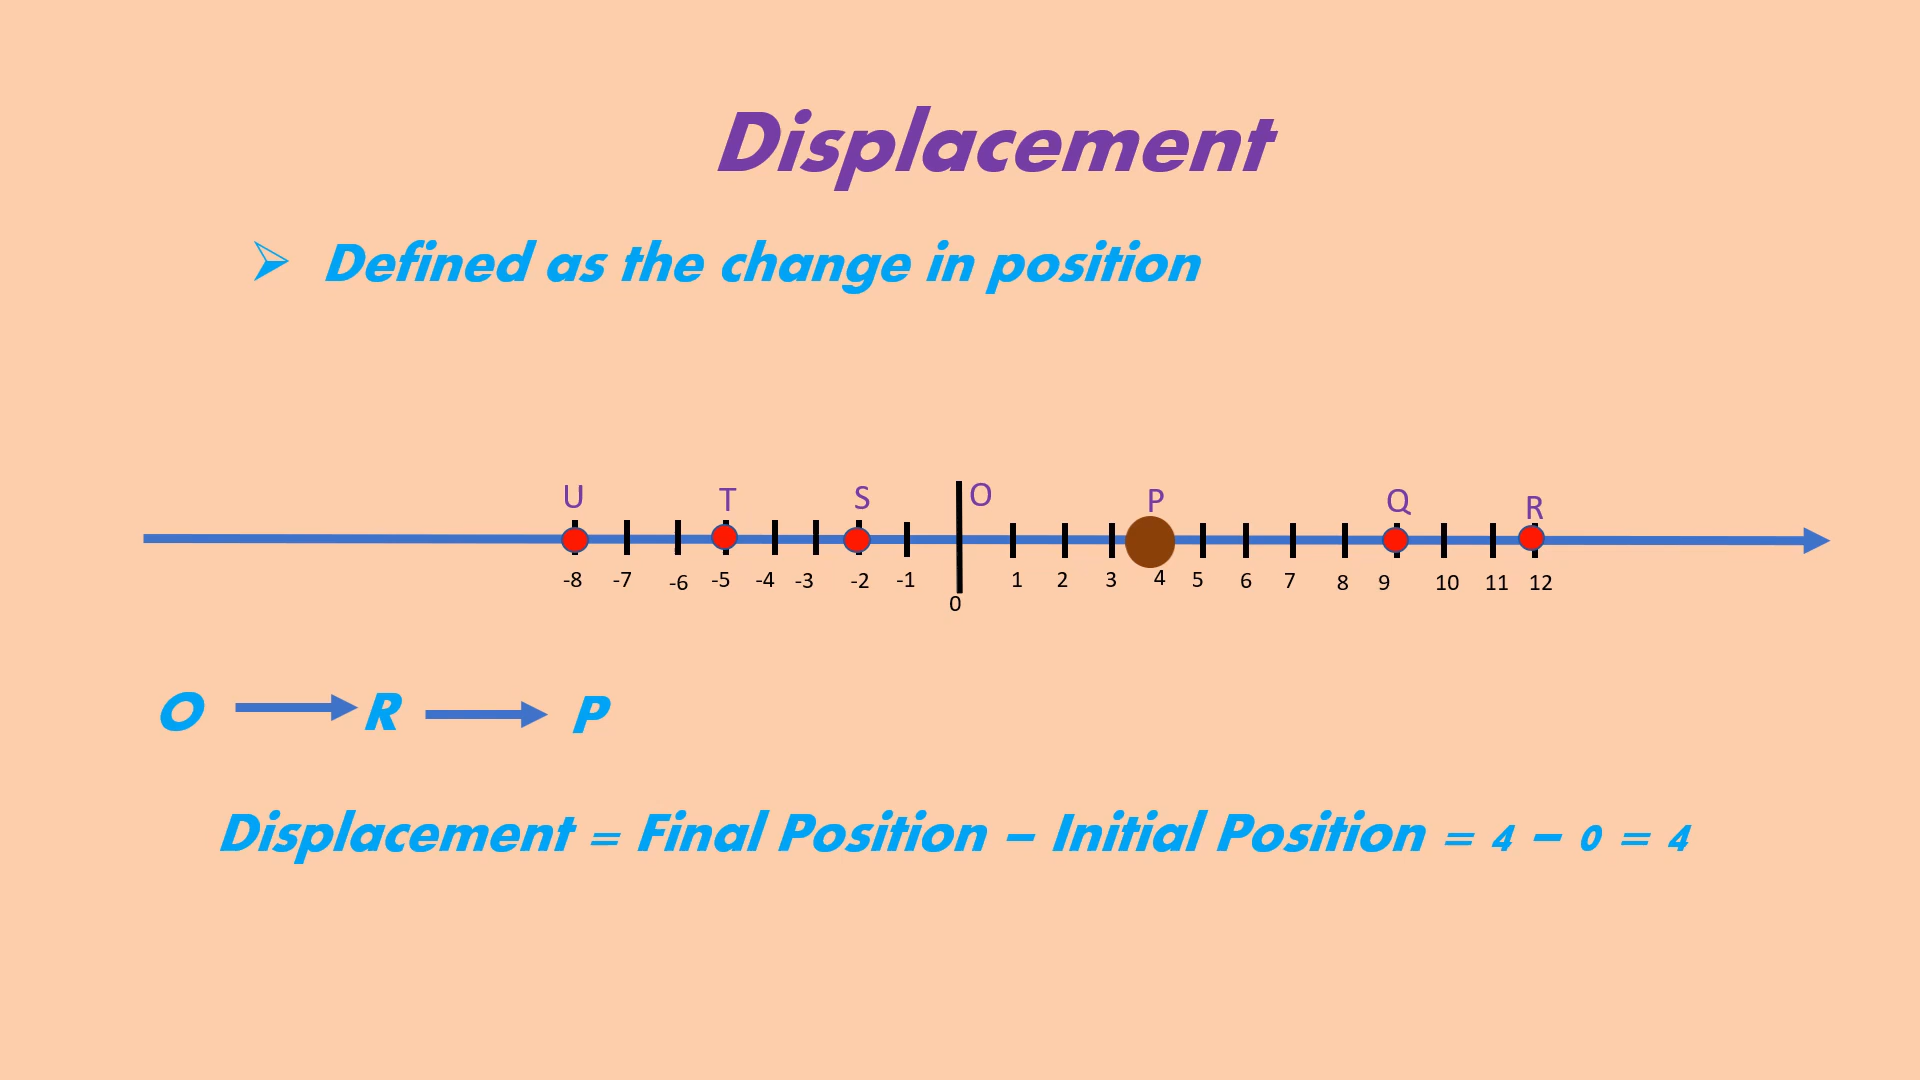 Displacement
Defined as the change in position
U T S O P Q R
-8 -7 -6 -5 -4 -3 -2 -1 0 1 2 3 4 5 6 7 8 9 10 11 12
O R P
Displacement = Final Position – Initial Position = 4 – 0 = 4